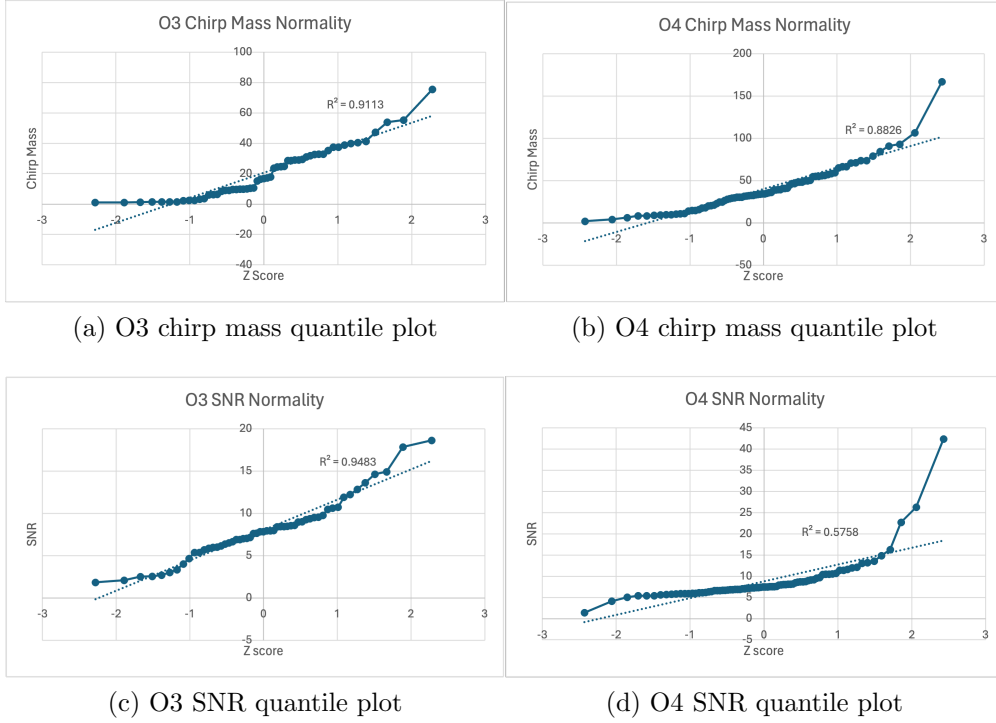 O3 Chirp Mass Normality
100
80
60
40
20
0
-20
-40
-3
-2
-1
0
1
2
3
R² = 0.9113
Chirp Mass
Z Score
O4 Chirp Mass Normality
200
150
100
50
0
-50
-3
-2
-1
0
1
2
3
R² = 0.8826
Chirp Mass
Z Score
(a) O3 chirp mass quantile plot
(b) O4 chirp mass quantile plot
O3 SNR Normality
20
15
10
5
0
-5
-3
-2
-1
0
1
2
3
R² = 0.9483
SNR
Z score
O4 SNR Normality
45
40
35
30
25
20
15
10
5
0
-5
-3
-2
-1
0
1
2
3
R² = 0.5758
SNR
Z score
(c) O3 SNR quantile plot
(d) O4 SNR quantile plot